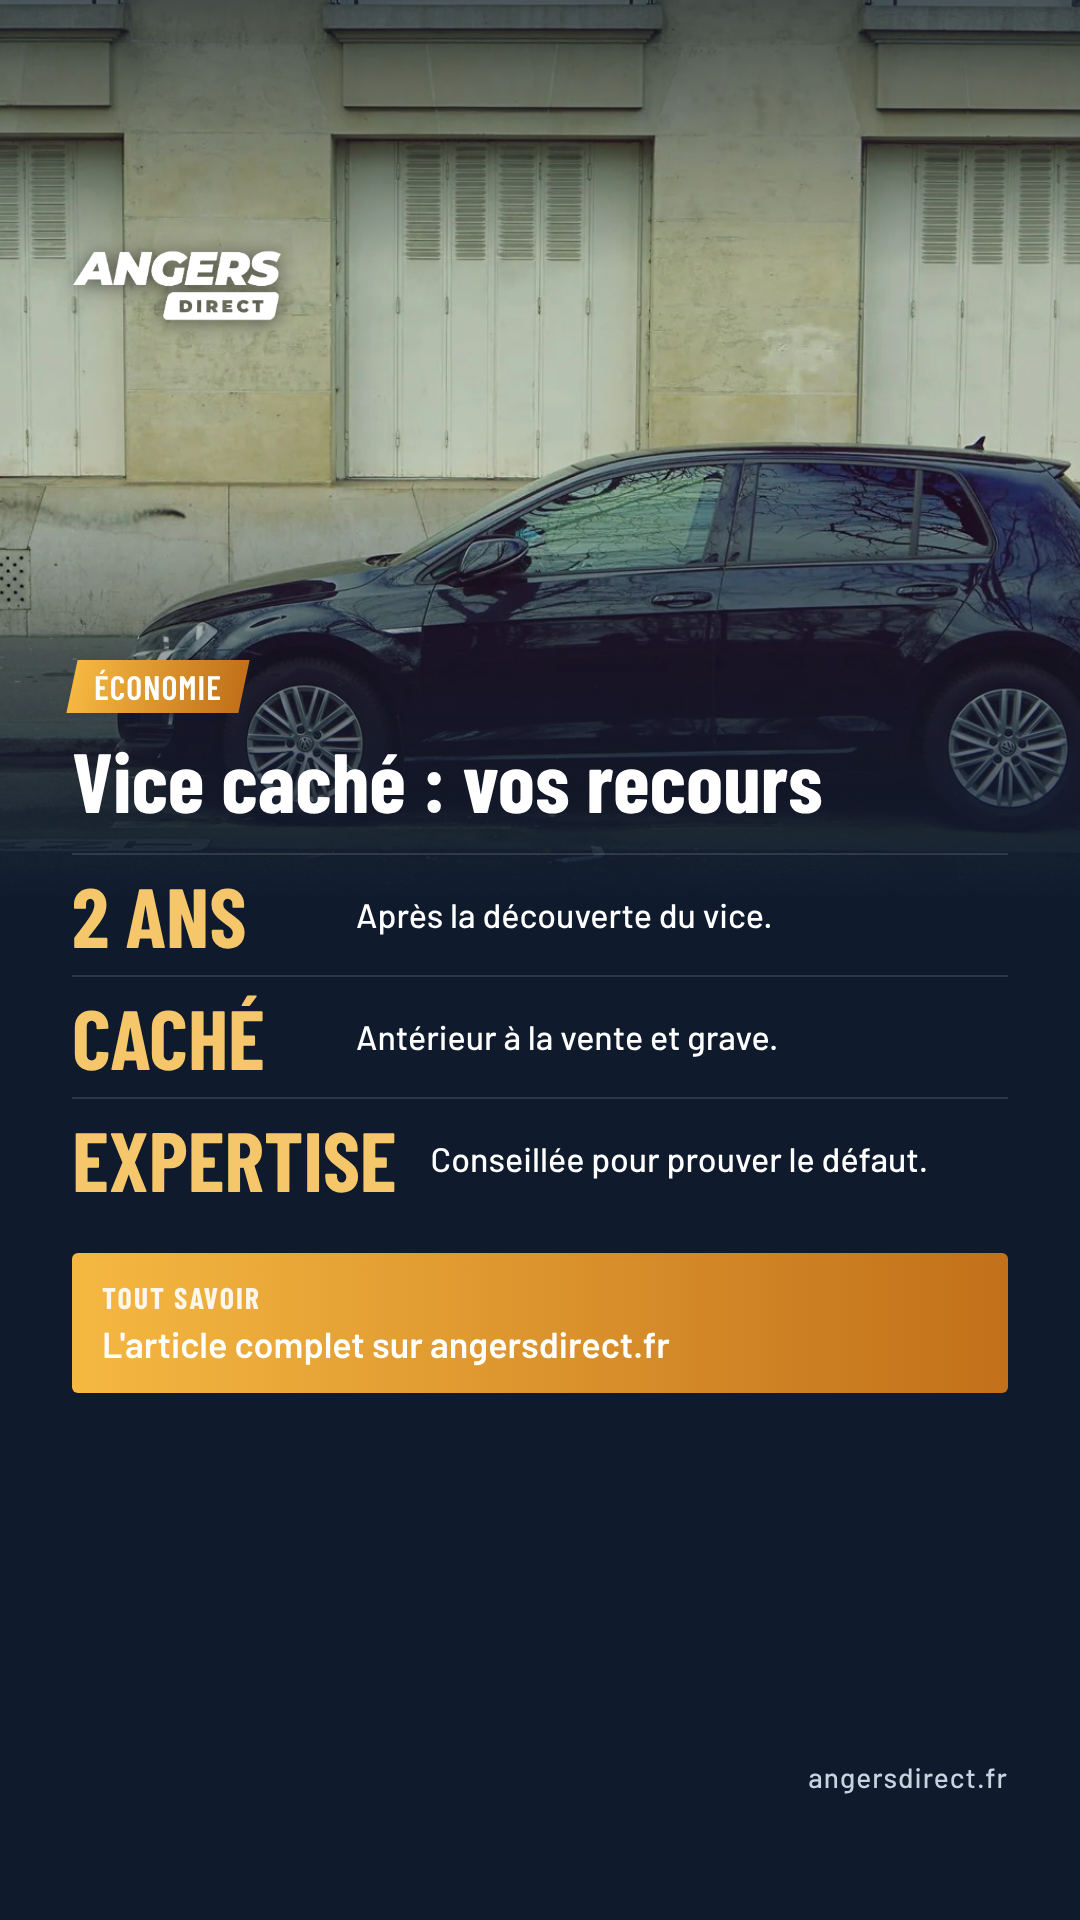 ANGERS
DIRECT
ÉCONOMIE
Vice caché : vos recours
2 ANS
Après la découverte du vice.
CACHÉ
Antérieur à la vente et grave.
EXPERTISE
Conseillée pour prouver le défaut.
TOUT SAVOIR
L'article complet sur angersdirect.fr
angersdirect.fr